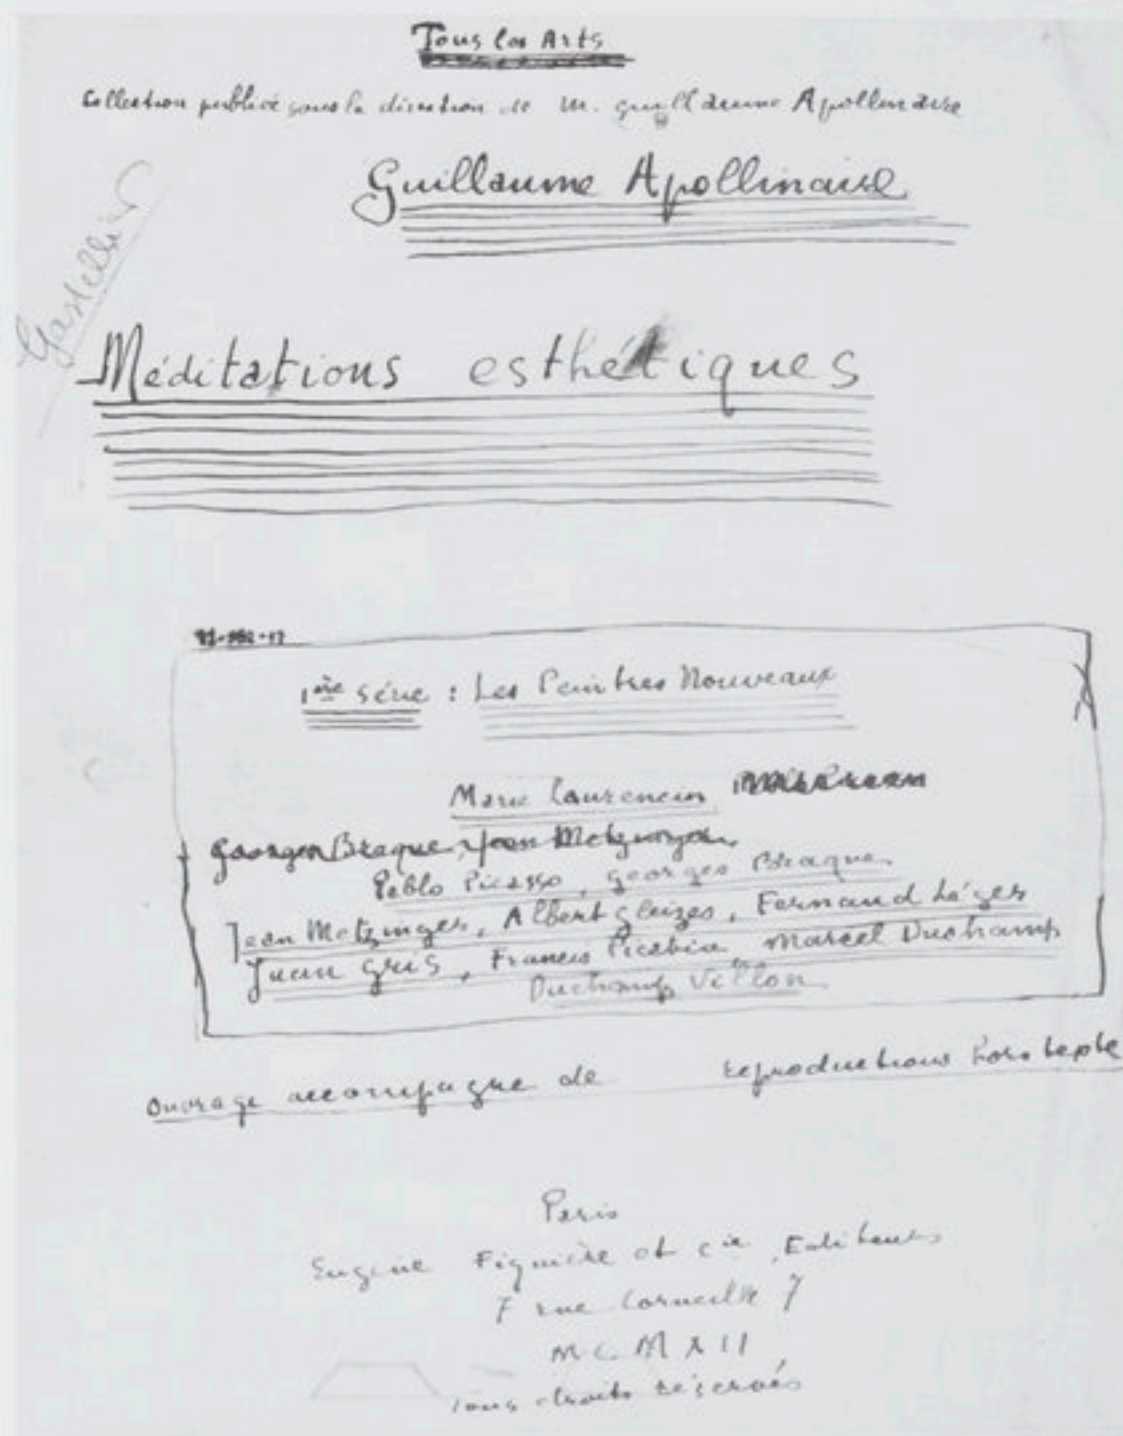 Tous les Arts
Collection publiée sous la direction de M. Guillaume Apollinaire
Guillaume Apollinaire
Méditations esthétiques
1ère série : Les Peintres Nouveaux
Marie Laurencin
Georges Braque, Jean Metzinger
Pablo Picasso, Georges Braque
Jean Metzinger, Albert Gleizes, Fernand Léger
Juan Gris, Francis Picabia Marcel Duchamp
Duchamp Villon
Ouvrage accompagné de reproductions hors texte
Paris
Eugène Figuière et Cie, Editeurs
7 rue Corneille 7
MCMXII
Tous droits réservés